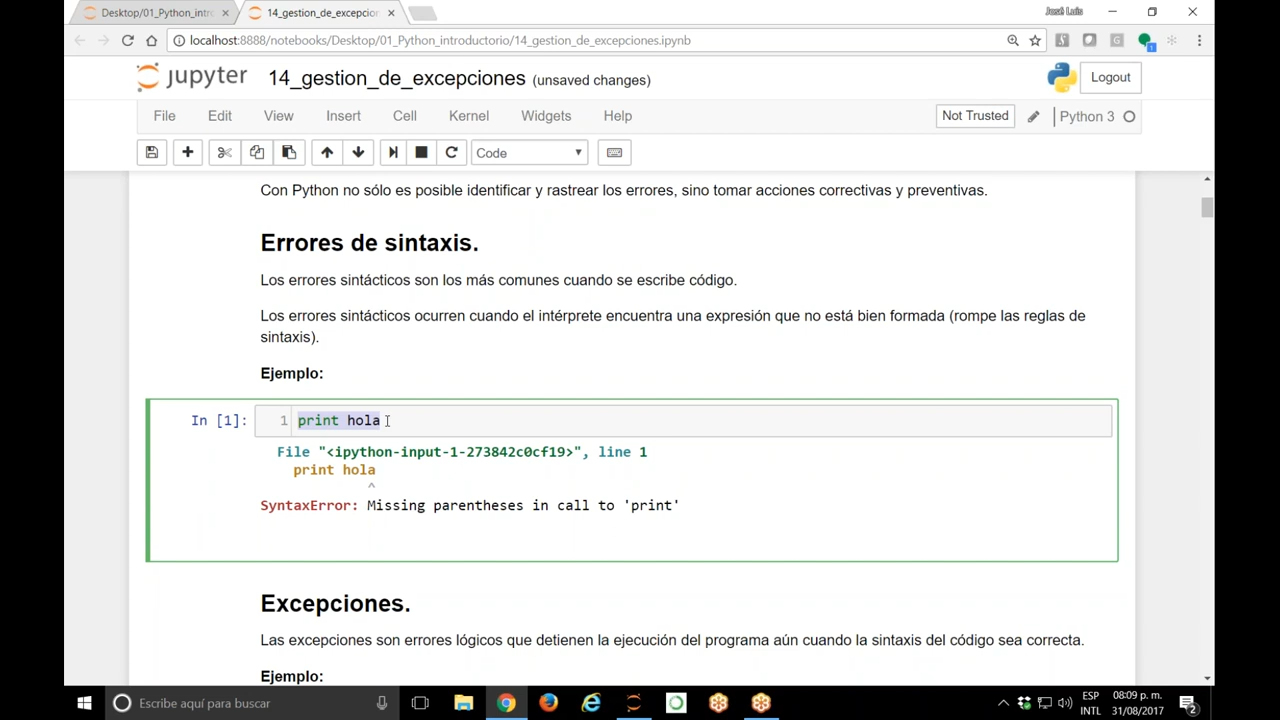 Desktop/01_Python_intro
14_gestion_de_excepcion
José Luis
localhost:8888/notebooks/Desktop/01_Python_introductorio/14_gestion_de_excepciones.ipynb
jupyter 14_gestion_de_excepciones (unsaved changes) Logout
File Edit View Insert Cell Kernel Widgets Help Not Trusted Python 3
Code
Con Python no sólo es posible identificar y rastrear los errores, sino tomar acciones correctivas y preventivas.
Errores de sintaxis.
Los errores sintácticos son los más comunes cuando se escribe código.
Los errores sintácticos ocurren cuando el intérprete encuentra una expresión que no está bien formada (rompe las reglas de
sintaxis).
Ejemplo:
In [1]: 1 print hola
File "<ipython-input-1-273842c0cf19>", line 1
print hola
^
SyntaxError: Missing parentheses in call to 'print'
Excepciones.
Las excepciones son errores lógicos que detienen la ejecución del programa aún cuando la sintaxis del código sea correcta.
Ejemplo:
Escribe aquí para buscar
ESP 08:09 p. m.
INTL 31/08/2017 2